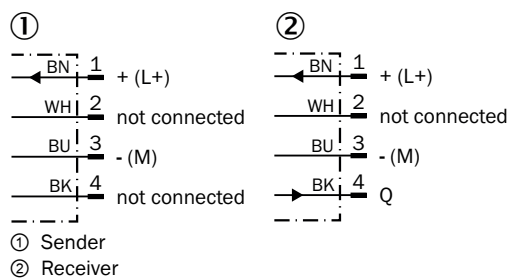 ① ②
BN 1 + (L+)
WH 2 not connected
BU 3 - (M)
BK 4 not connected
BN 1 + (L+)
WH 2 not connected
BU 3 - (M)
BK 4 Q
① Sender
② Receiver